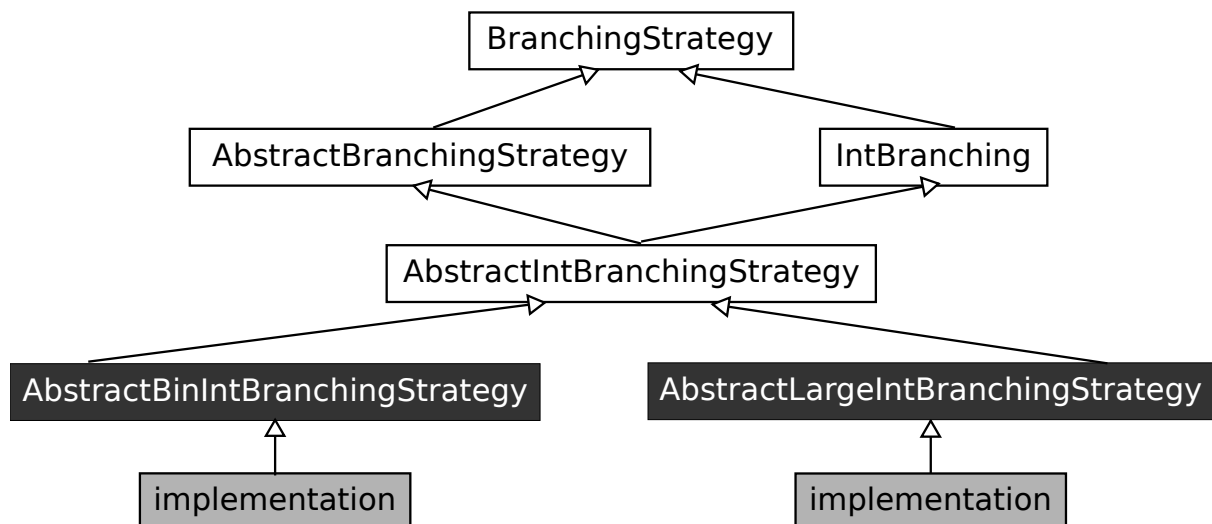 BranchingStrategy
AbstractBranchingStrategy
IntBranching
AbstractIntBranchingStrategy
AbstractBinIntBranchingStrategy
AbstractLargeIntBranchingStrategy
implementation
implementation